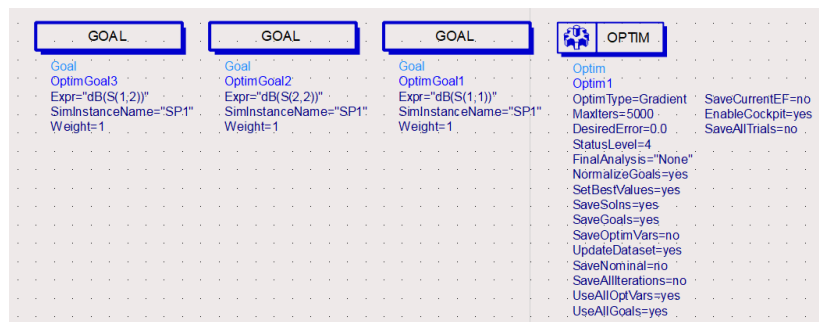 GOAL
Goal
OptimGoal3
Expr="dB(S(1,2))"
SimInstanceName="SP1"
Weight=1
GOAL
Goal
OptimGoal2
Expr="dB(S(2,2))"
SimInstanceName="SP1"
Weight=1
GOAL
Goal
OptimGoal1
Expr="dB(S(1,1))"
SimInstanceName="SP1"
Weight=1
OPTIM
Optim
Optim1
OptimType=Gradient
MaxIters=5000
DesiredError=0.0
StatusLevel=4
FinalAnalysis="None"
NormalizeGoals=yes
SetBestValues=yes
SaveSolns=yes
SaveGoals=yes
SaveOptimVars=no
UpdateDataset=yes
SaveNominal=no
SaveAllIterations=no
UseAllOptVars=yes
UseAllGoals=yes
SaveCurrentEF=no
EnableCockpit=yes
SaveAllTrials=no